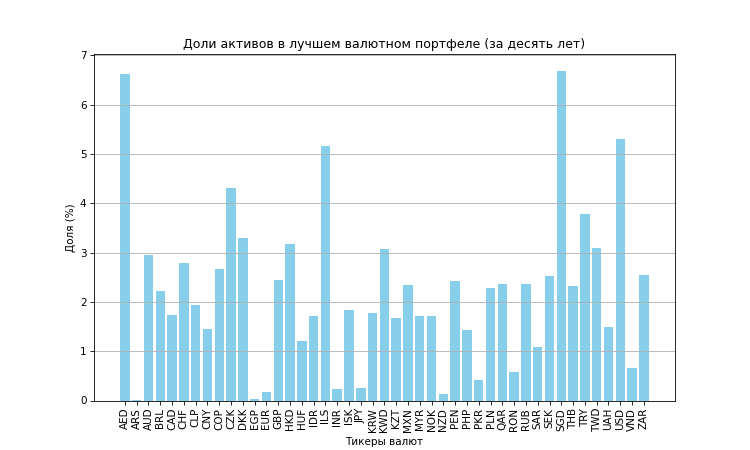 Доли активов в лучшем валютном портфеле (за десять лет)
Доля (%)
7
6
5
4
3
2
1
0
AED ARS AUD BRL CAD CHF CLP CNY COP CZK DKK EGP EUR GBP HKD HUF IDR ILS INR ISK JPY KRW KWD KZT MXN MYR NOK NZD PEN PHP PKR PLN QAR RON RUB SAR SEK SGD THB TRY TWD UAH USD VND ZAR
Тикеры валют